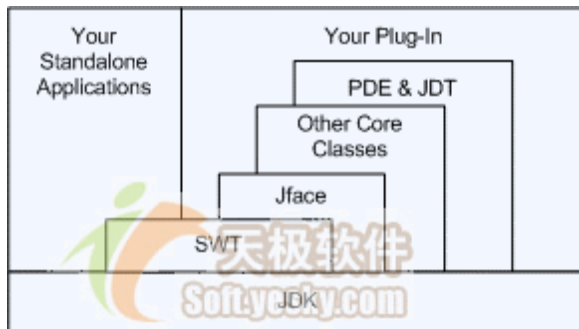 Your
Standalone
Applications
Your Plug-In
PDE & JDT
Other Core
Classes
Jface
SWT
天极软件
JDK
Soft.yesky.com